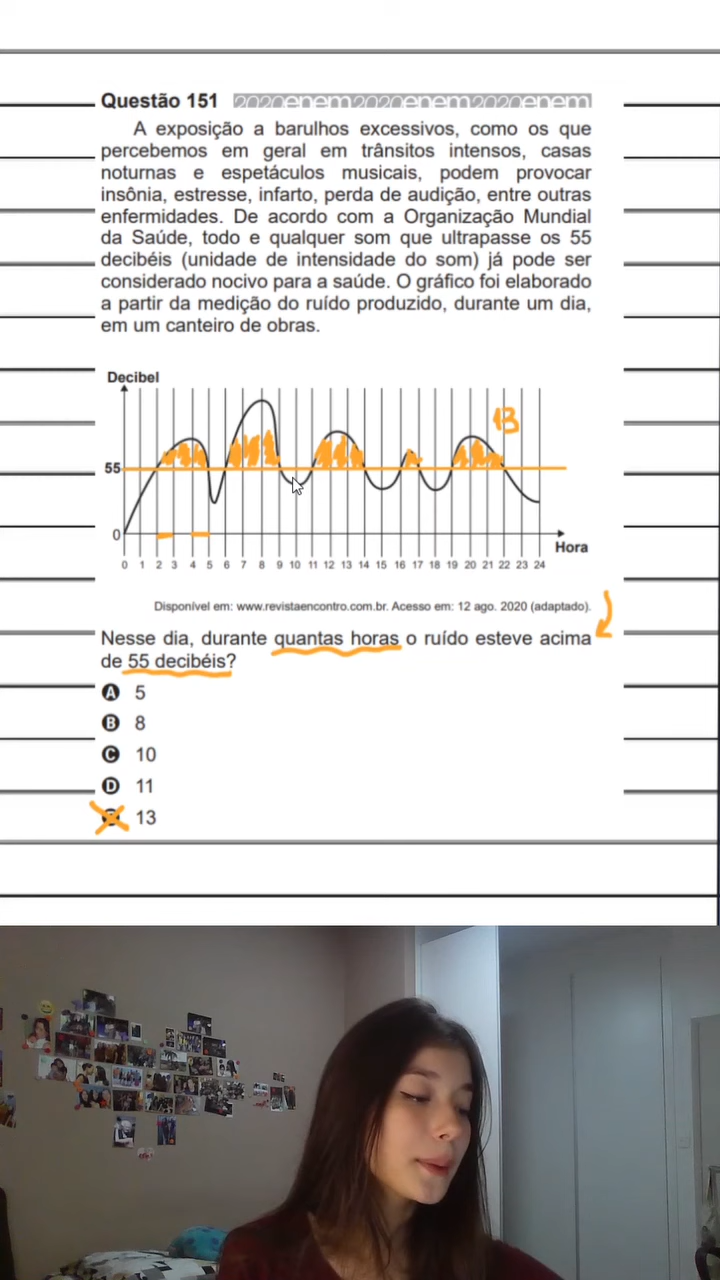 Questão 151 2020enem2020enem2020enem
A exposição a barulhos excessivos, como os que
percebemos em geral em trânsitos intensos, casas
noturnas e espetáculos musicais, podem provocar
insônia, estresse, infarto, perda de audição, entre outras
enfermidades. De acordo com a Organização Mundial
da Saúde, todo e qualquer som que ultrapasse os 55
decibéis (unidade de intensidade do som) já pode ser
considerado nocivo para a saúde. O gráfico foi elaborado
a partir da medição do ruído produzido, durante um dia,
em um canteiro de obras.
Decibel
13
55
0
Hora
0 1 2 3 4 5 6 7 8 9 10 11 12 13 14 15 16 17 18 19 20 21 22 23 24
Disponível em: www.revistaencontro.com.br. Acesso em: 12 ago. 2020 (adaptado).
Nesse dia, durante quantas horas o ruído esteve acima
de 55 decibéis?
A 5
B 8
C 10
D 11
13